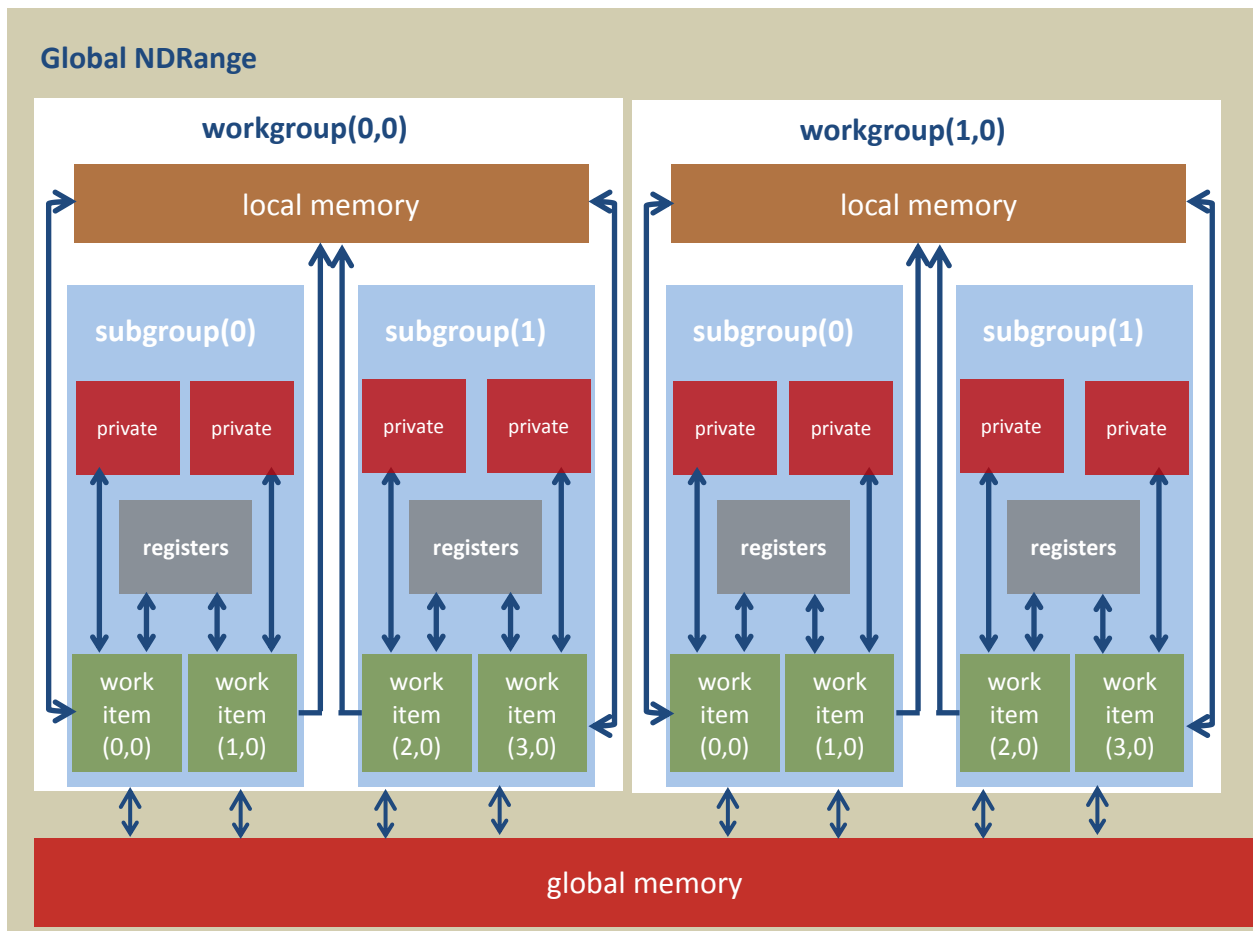 Global NDRange
workgroup(0,0)
workgroup(1,0)
local memory
local memory
subgroup(0)
subgroup(1)
subgroup(0)
subgroup(1)
private
private
private
private
private
private
private
private
registers
registers
registers
registers
work
item
(0,0)
work
item
(1,0)
work
item
(2,0)
work
item
(3,0)
work
item
(0,0)
work
item
(1,0)
work
item
(2,0)
work
item
(3,0)
global memory